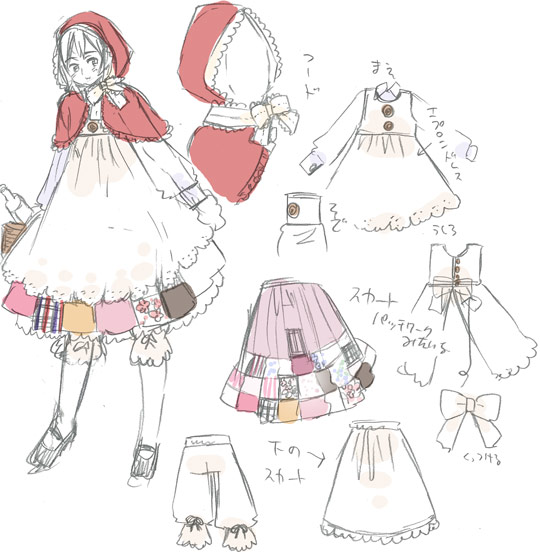 フード
まえ
エプロンドレス
そで
うしろ
スカート
パッチワーク
みたいな
くっつける
下の
スカート